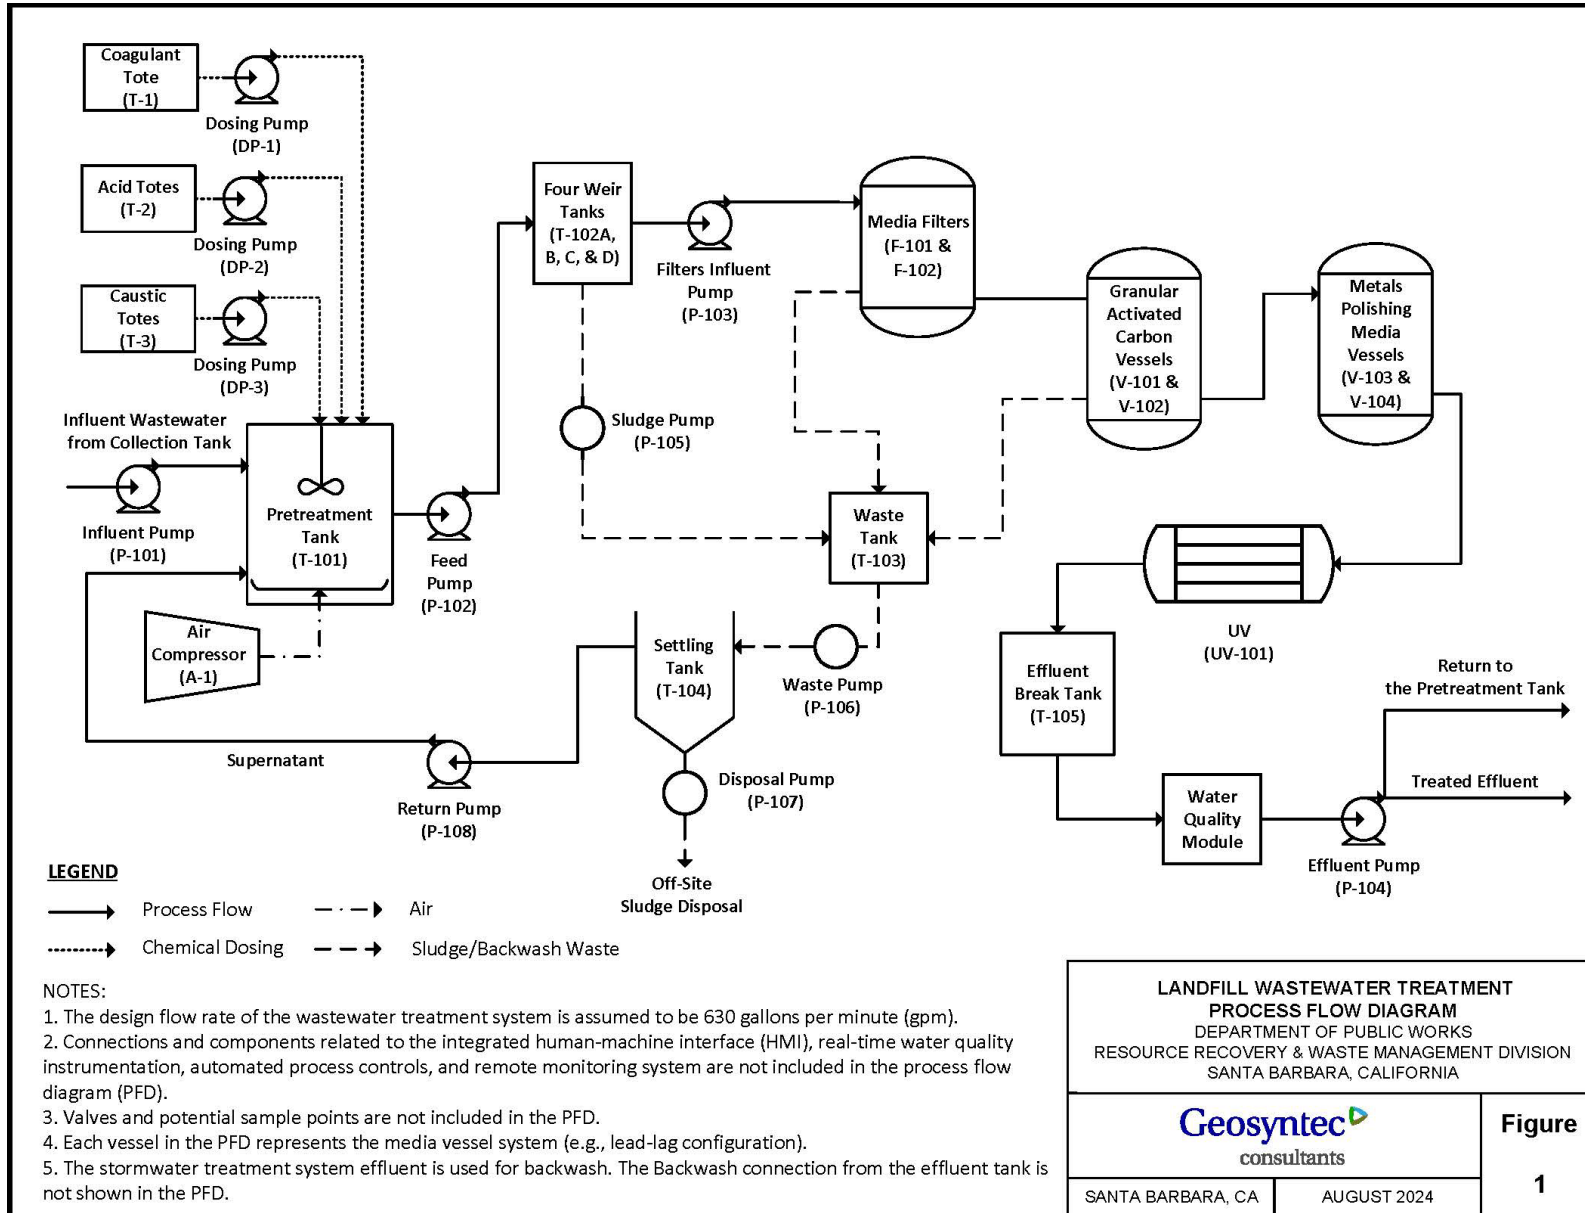 Coagulant
Tote
(T-1)
Dosing Pump
(DP-1)
Acid Totes
(T-2)
Dosing Pump
(DP-2)
Caustic
Totes
(T-3)
Dosing Pump
(DP-3)
Influent Wastewater
from Collection Tank
Influent Pump
(P-101)
Pretreatment
Tank
(T-101)
Air
Compressor
(A-1)
Feed
Pump
(P-102)
Four Weir
Tanks
(T-102A,
B, C, & D)
Filters Influent
Pump
(P-103)
Sludge Pump
(P-105)
Media Filters
(F-101 &
F-102)
Granular
Activated
Carbon
Vessels
(V-101 &
V-102)
Metals
Polishing
Media
Vessels
(V-103 &
V-104)
Waste
Tank
(T-103)
Settling
Tank
(T-104)
Waste Pump
(P-106)
Supernatant
Return Pump
(P-108)
Disposal Pump
(P-107)
Off-Site
Sludge Disposal
UV
(UV-101)
Effluent
Break Tank
(T-105)
Water
Quality
Module
Effluent Pump
(P-104)
Return to
the Pretreatment Tank
Treated Effluent
LEGEND
Process Flow
Air
Chemical Dosing
Sludge/Backwash Waste
NOTES:
1. The design flow rate of the wastewater treatment system is assumed to be 630 gallons per minute (gpm).
2. Connections and components related to the integrated human-machine interface (HMI), real-time water quality
instrumentation, automated process controls, and remote monitoring system are not included in the process flow
diagram (PFD).
3. Valves and potential sample points are not included in the PFD.
4. Each vessel in the PFD represents the media vessel system (e.g., lead-lag configuration).
5. The stormwater treatment system effluent is used for backwash. The Backwash connection from the effluent tank is
not shown in the PFD.
LANDFILL WASTEWATER TREATMENT
PROCESS FLOW DIAGRAM
DEPARTMENT OF PUBLIC WORKS
RESOURCE RECOVERY & WASTE MANAGEMENT DIVISION
SANTA BARBARA, CALIFORNIA
Geosyntec
consultants
Figure
1
SANTA BARBARA, CA
AUGUST 2024